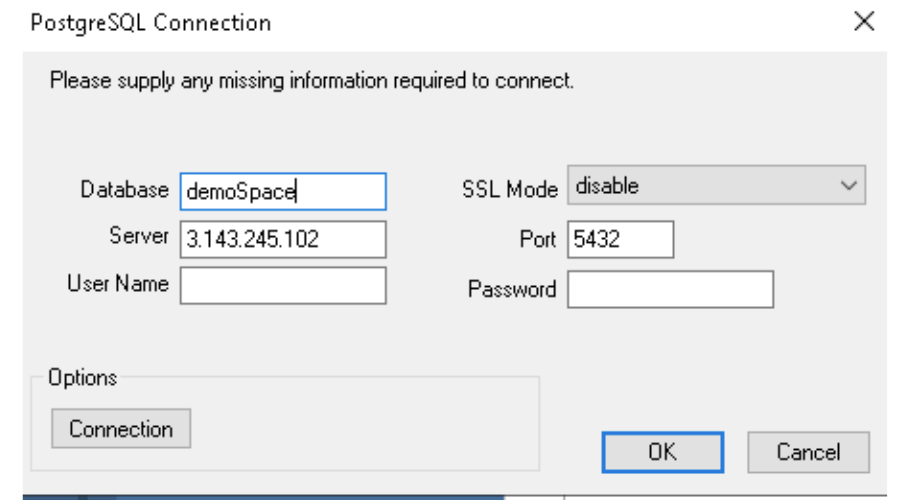 PostgreSQL Connection
Please supply any missing information required to connect.
Database demoSpace SSL Mode disable
Server 3.143.245.102 Port 5432
User Name Password
Options
Connection
OK Cancel